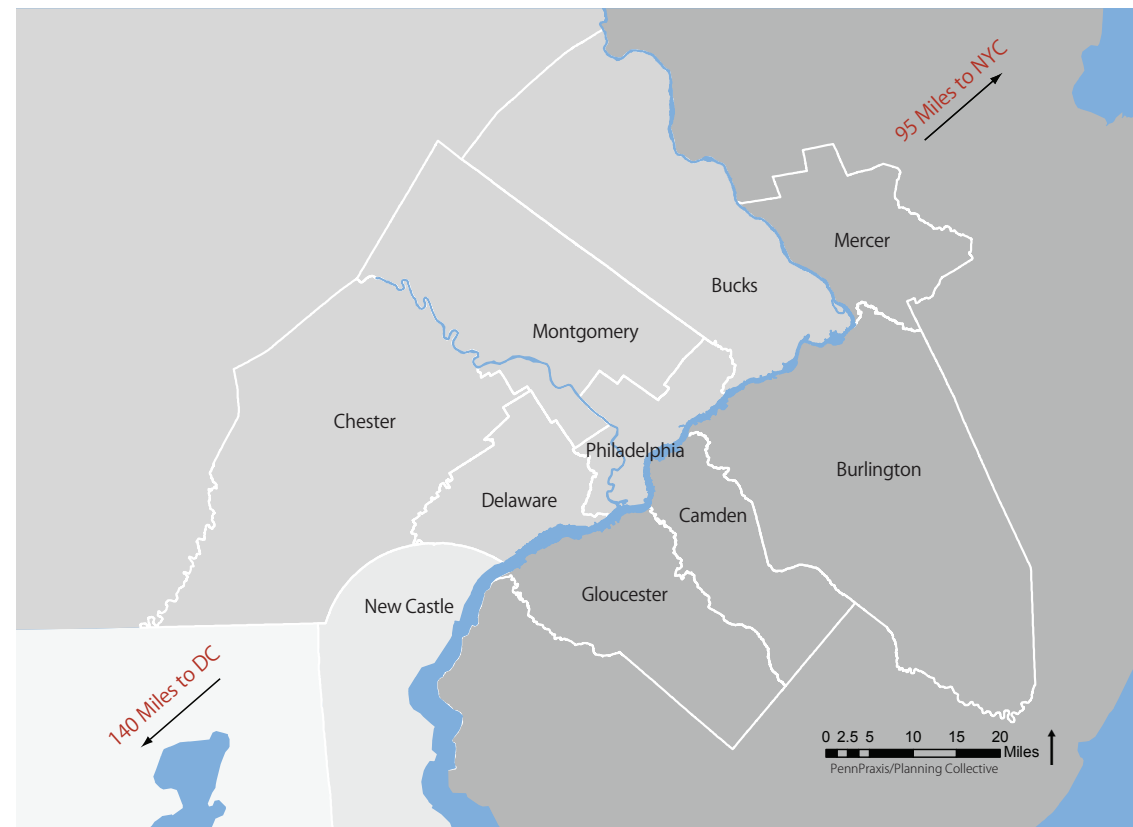 95 Miles to NYC
Mercer
Bucks
Montgomery
Chester
Philadelphia
Burlington
Delaware
Camden
Gloucester
New Castle
140 Miles to DC
0 2.5 5 10 15 20
Miles
PennPraxis/Planning Collective